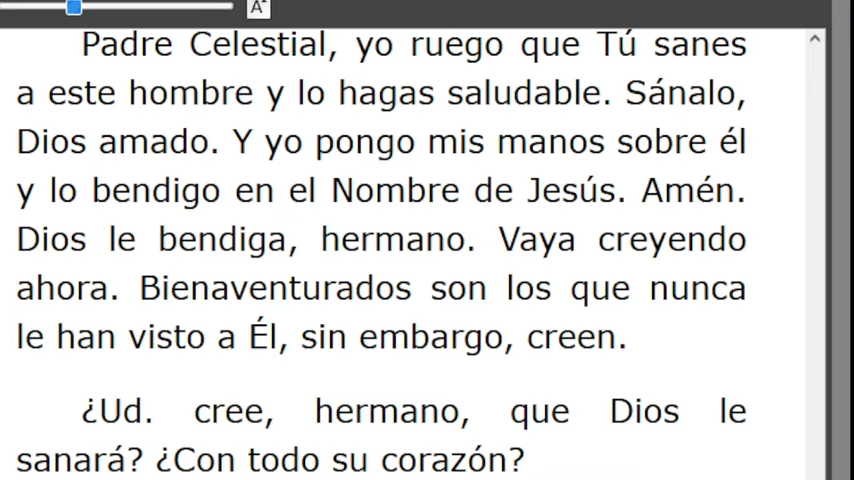 A
Padre Celestial, yo ruego que Tú sanes
a este hombre y lo hagas saludable. Sánalo,
Dios amado. Y yo pongo mis manos sobre él
y lo bendigo en el Nombre de Jesús. Amén.
Dios le bendiga, hermano. Vaya creyendo
ahora. Bienaventurados son los que nunca
le han visto a Él, sin embargo, creen.
¿Ud. cree, hermano, que Dios le
sanará? ¿Con todo su corazón?